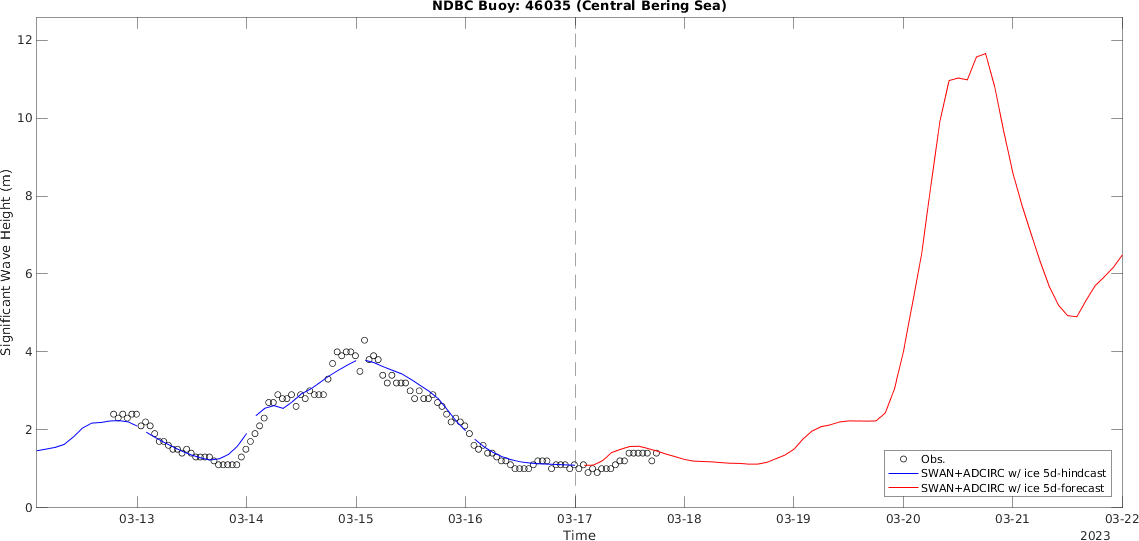 NDBC Buoy: 46035 (Central Bering Sea)
12
10
8
6
4
2
0
Significant Wave Height (m)
03-13 03-14 03-15 03-16 03-17 03-18 03-19 03-20 03-21 03-22
Time
2023
Obs.
SWAN+ADCIRC w/ ice 5d-hindcast
SWAN+ADCIRC w/ ice 5d-forecast